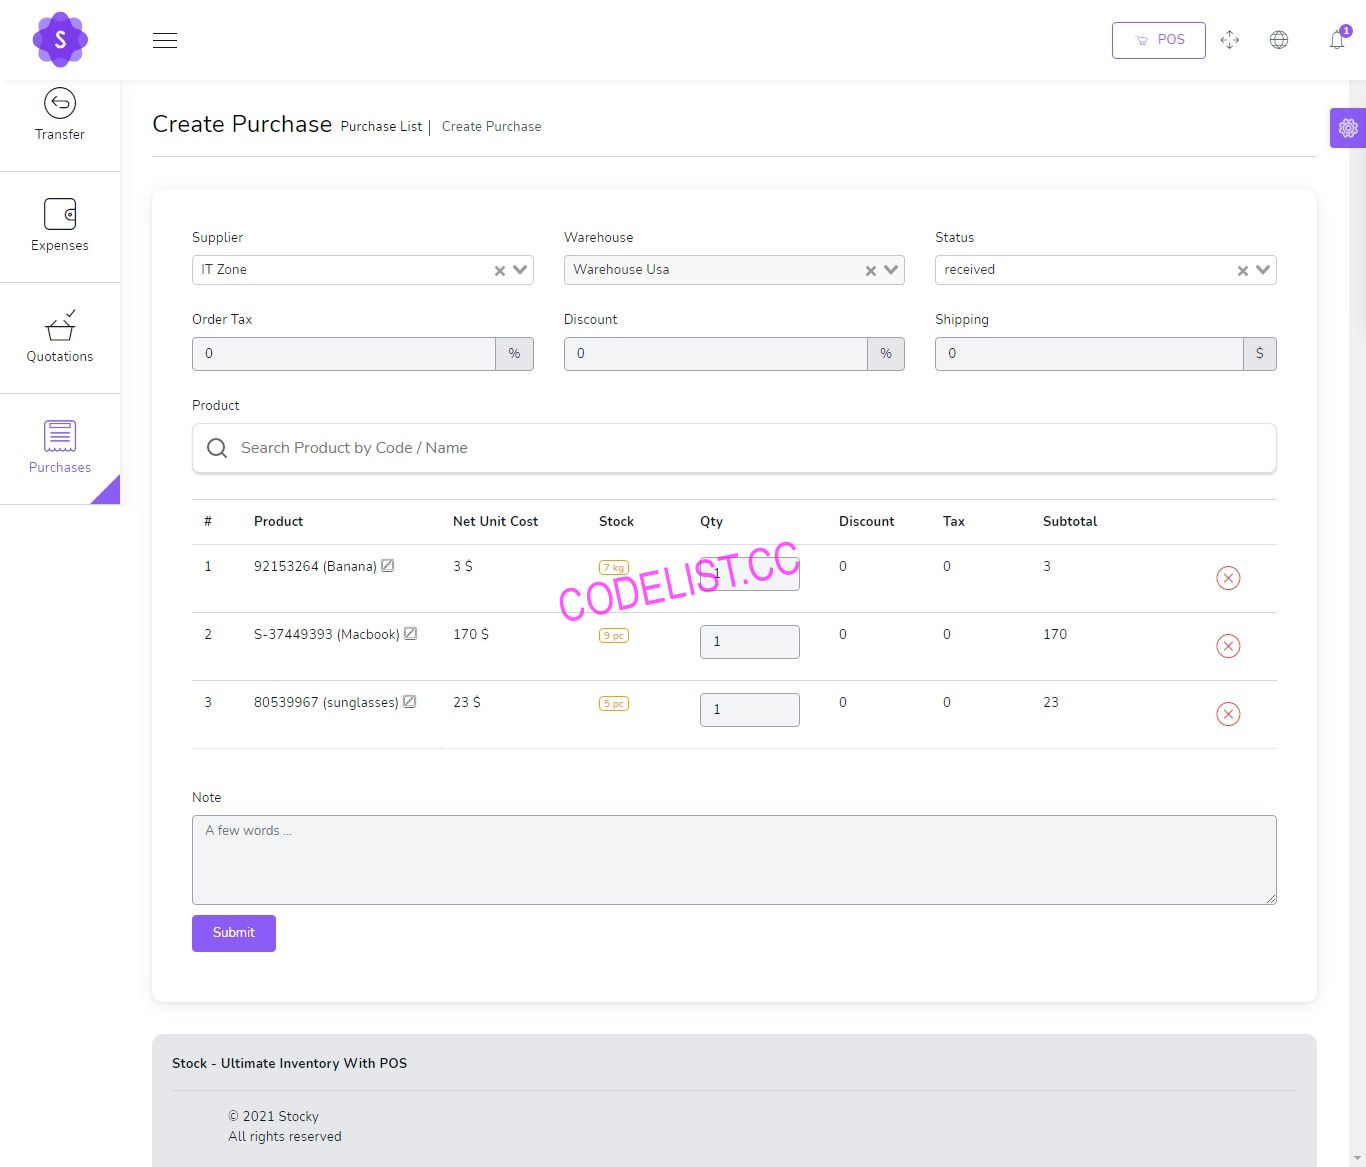 S
POS
1
Transfer
Expenses
Quotations
Purchases
Create Purchase Purchase List | Create Purchase
Supplier Warehouse Status
IT Zone Warehouse Usa received
Order Tax Discount Shipping
0 % 0 % 0 $
Product
Search Product by Code / Name
# Product Net Unit Cost Stock Qty Discount Tax Subtotal
1 92153264 (Banana) 3 $ 7 kg 1 0 0 3
CODELIST.CC
2 S-37449393 (Macbook) 170 $ 9 pc 1 0 0 170
3 80539967 (sunglasses) 23 $ 5 pc 1 0 0 23
Note
A few words ...
Submit
Stock - Ultimate Inventory With POS
© 2021 Stocky
All rights reserved